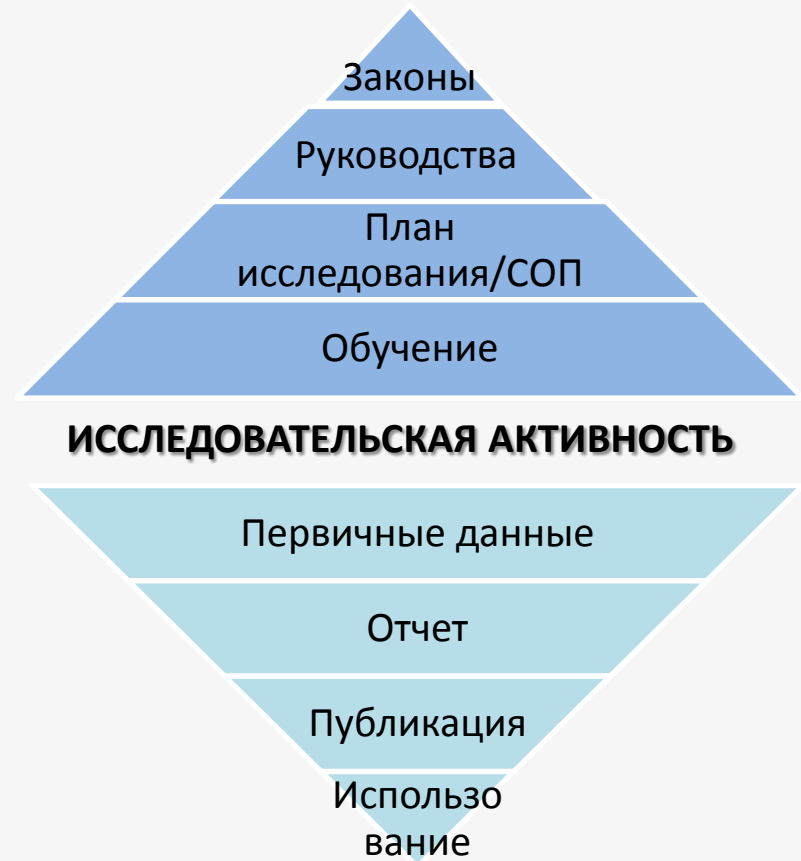 Законы
Руководства
План
исследования/СОП
Обучение
ИССЛЕДОВАТЕЛЬСКАЯ АКТИВНОСТЬ
Первичные данные
Отчет
Публикация
Использо
вание